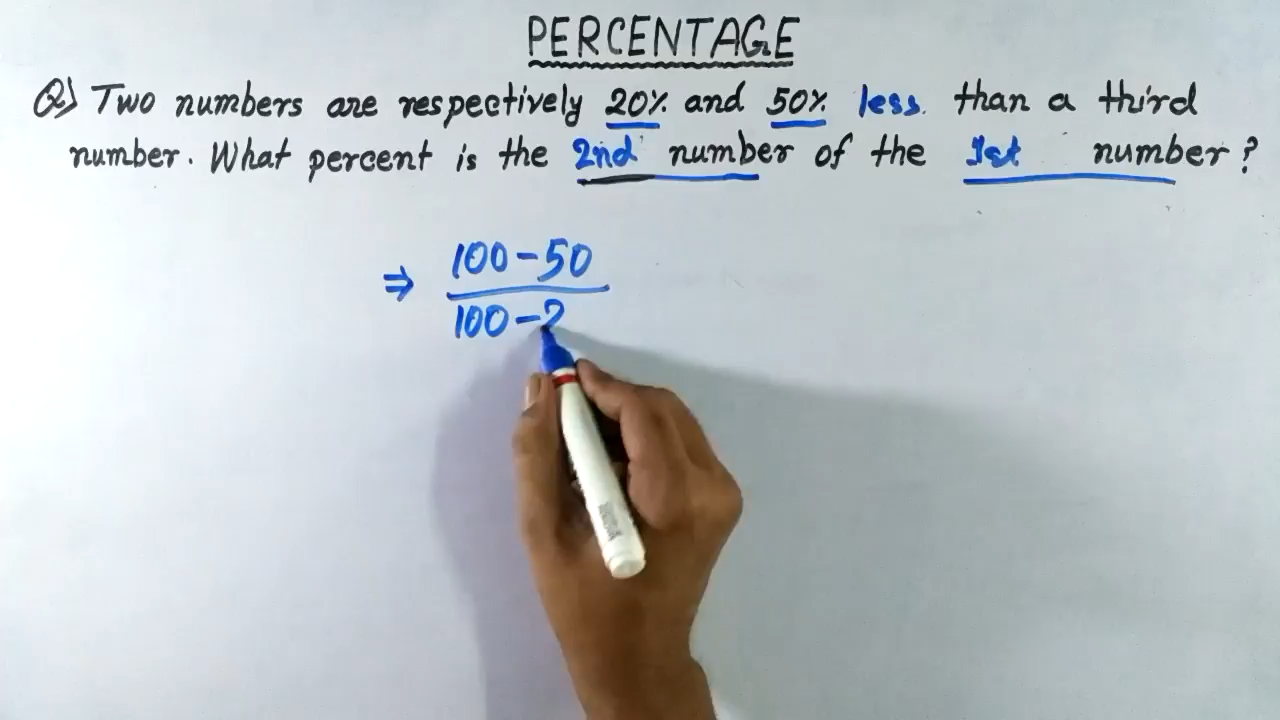 PERCENTAGE
Q) Two numbers are respectively 20% and 50% less than a third
number. What percent is the 2nd number of the 1st number?
⇒ 100-50
100-2